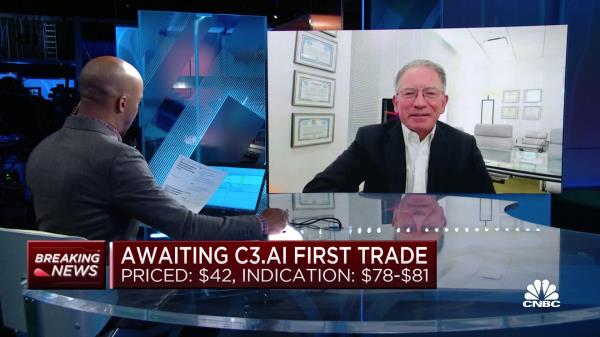 BREAKING
NEWS
AWAITING C3.AI FIRST TRADE
PRICED: $42, INDICATION: $78-$81
CNBC